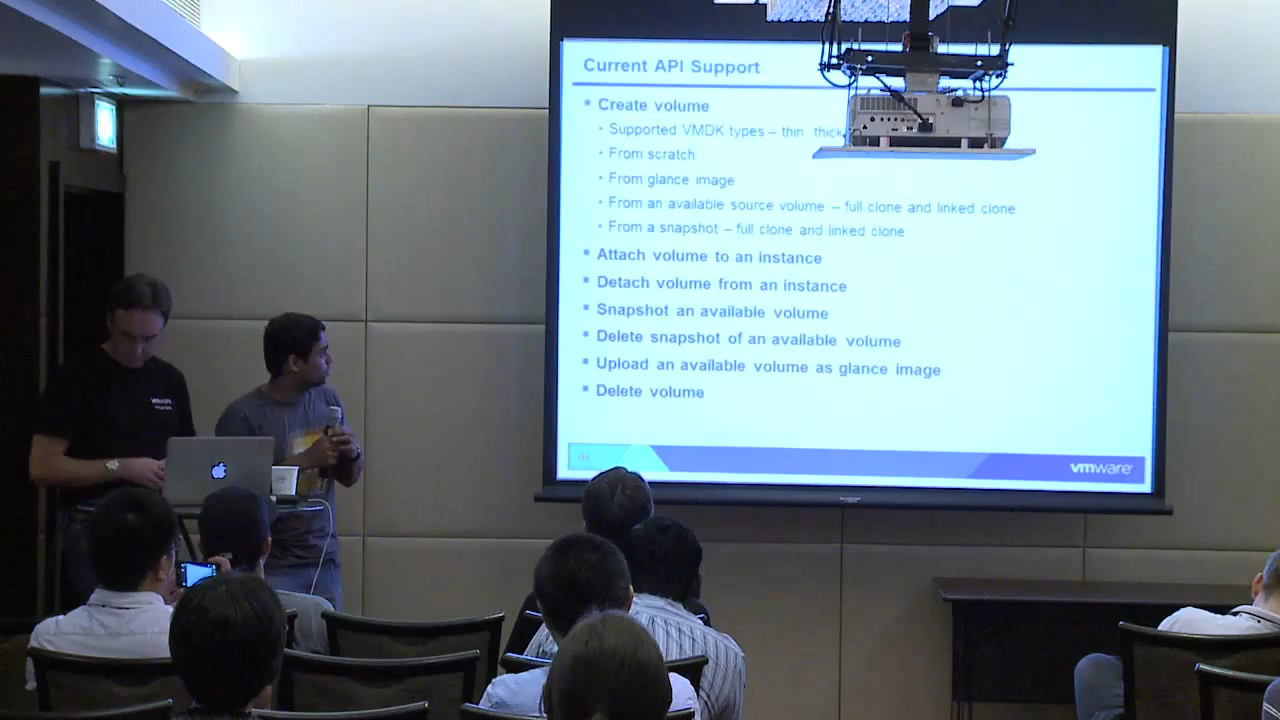 Current API Support
Create volume
Supported VMDK types – thin, thick
From scratch
From glance image
From an available source volume – full clone and linked clone
From a snapshot – full clone and linked clone
Attach volume to an instance
Detach volume from an instance
Snapshot an available volume
Delete snapshot of an available volume
Upload an available volume as glance image
Delete volume
vmware